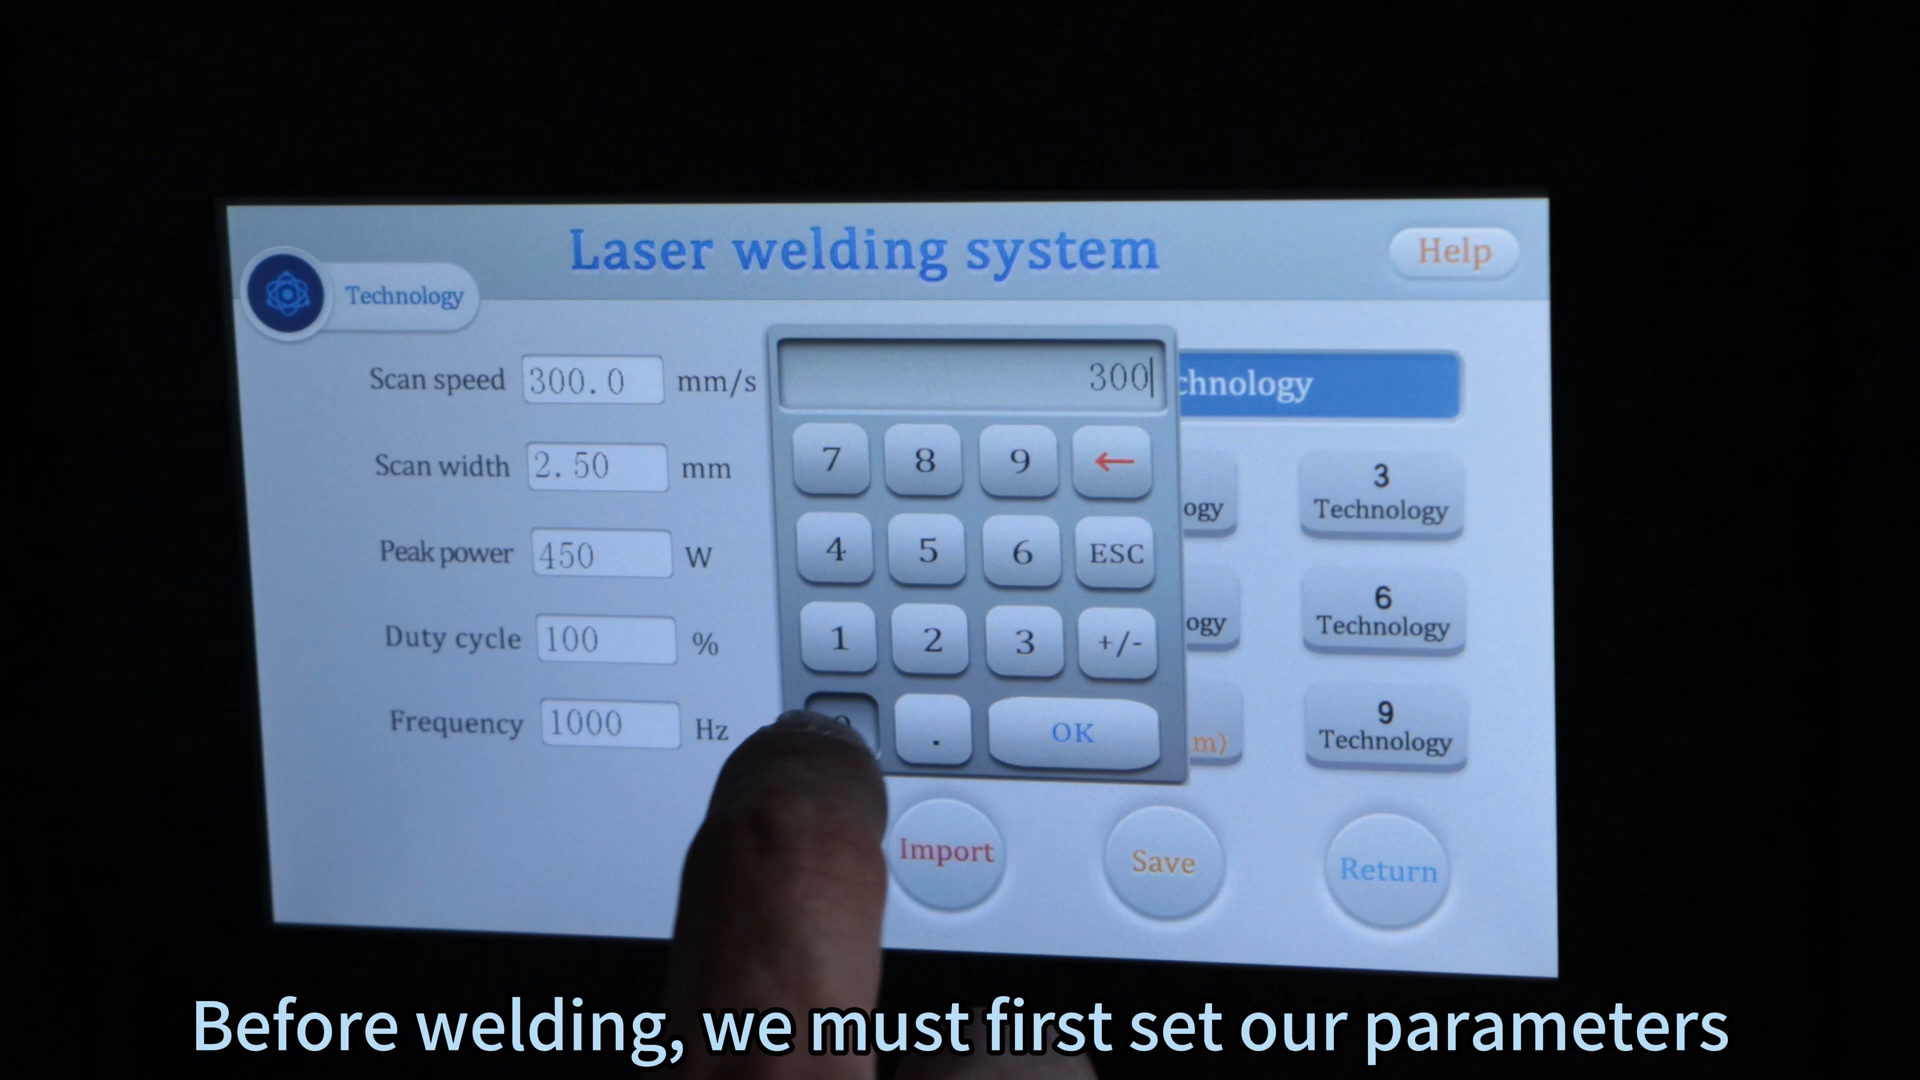 Laser welding system
Help
Technology
Scan speed 300.0 mm/s
Scan width 2.50 mm
Peak power 450 W
Duty cycle 100 %
Frequency 1000 Hz
300
7 8 9 ←
4 5 6 ESC
1 2 3 +/-
. OK
chnology
ogy
3
Technology
ogy
6
Technology
m)
9
Technology
Import
Save
Return
Before welding, we must first set our parameters